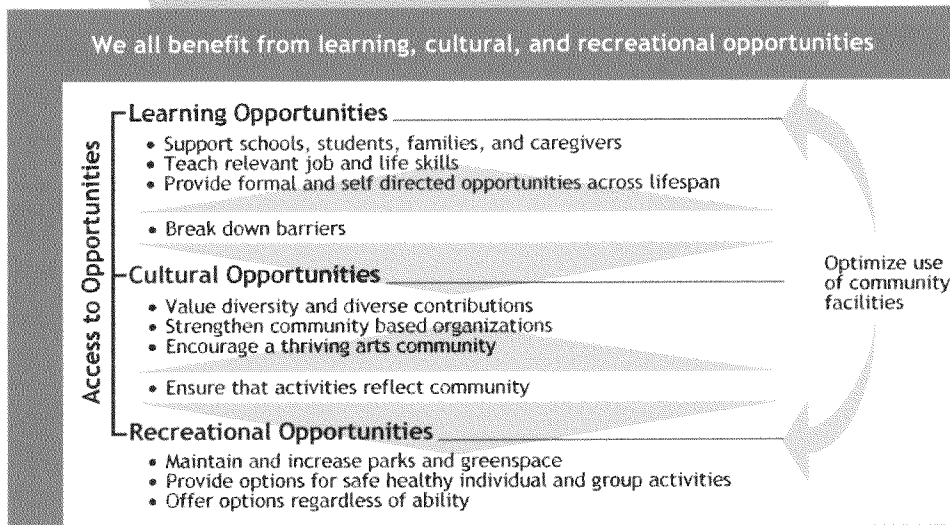 We all benefit from learning, cultural, and recreational opportunities
Access to Opportunities
Learning Opportunities
• Support schools, students, families, and caregivers
• Teach relevant job and life skills
• Provide formal and self directed opportunities across lifespan
• Break down barriers
Cultural Opportunities
• Value diversity and diverse contributions
• Strengthen community based organizations
• Encourage a thriving arts community
• Ensure that activities reflect community
Recreational Opportunities
• Maintain and increase parks and greenspace
• Provide options for safe healthy individual and group activities
• Offer options regardless of ability
Optimize use
of community
facilities